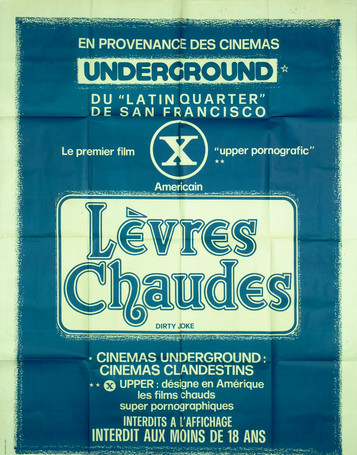 EN PROVENANCE DES CINEMAS
UNDERGROUND ☆
DU "LATIN QUARTER"
DE SAN FRANCISCO
Le premier film X "upper pornografic" **
Americain
Lèvres
Chaudes
DIRTY JOKE
* CINEMAS UNDERGROUND :
CINEMAS CLANDESTINS
** X UPPER : désigne en Amérique
les films chauds
super pornographiques
INTERDITS A L'AFFICHAGE
INTERDIT AUX MOINS DE 18 ANS